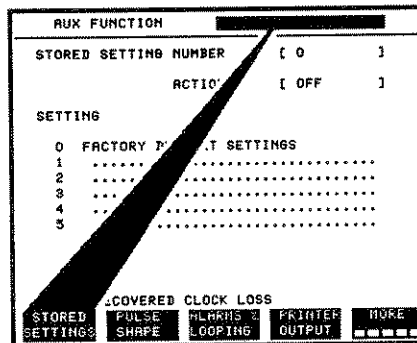 AUX FUNCTION
STORED SETTING NUMBER [ 0 ]
[ OFF ]
SETTING
0 FACTORY SETTINGS
1 ..................................
2 ..................................
3 ..................................
4 ..................................
5 ..................................
CLOCK LOSS
STORED SETTINGS
PULSE SHAPE
ALARMS & LOOPING
PRINTER OUTPUT
MORE